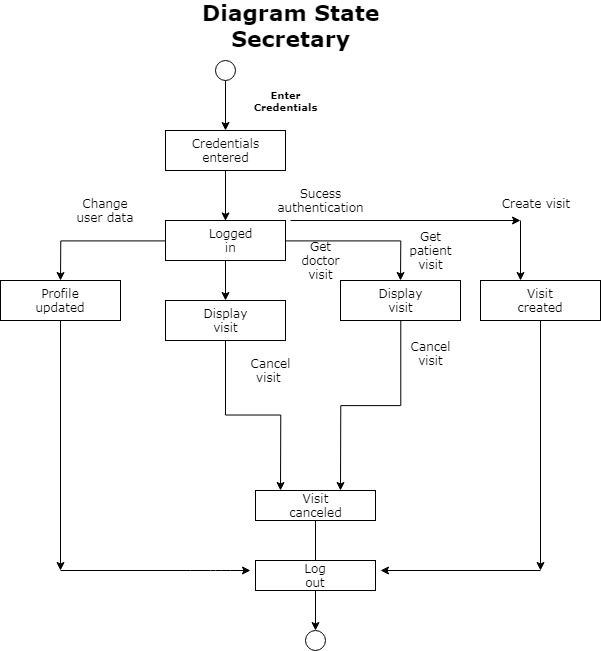 Diagram State
Secretary
Enter
Credentials
Credentials
entered
Sucess
authentication
Change
user data
Create visit
Logged
in
Get
doctor
visit
Get
patient
visit
Profile
updated
Display
visit
Display
visit
Visit
created
Cancel
visit
Cancel
visit
Visit
canceled
Log
out